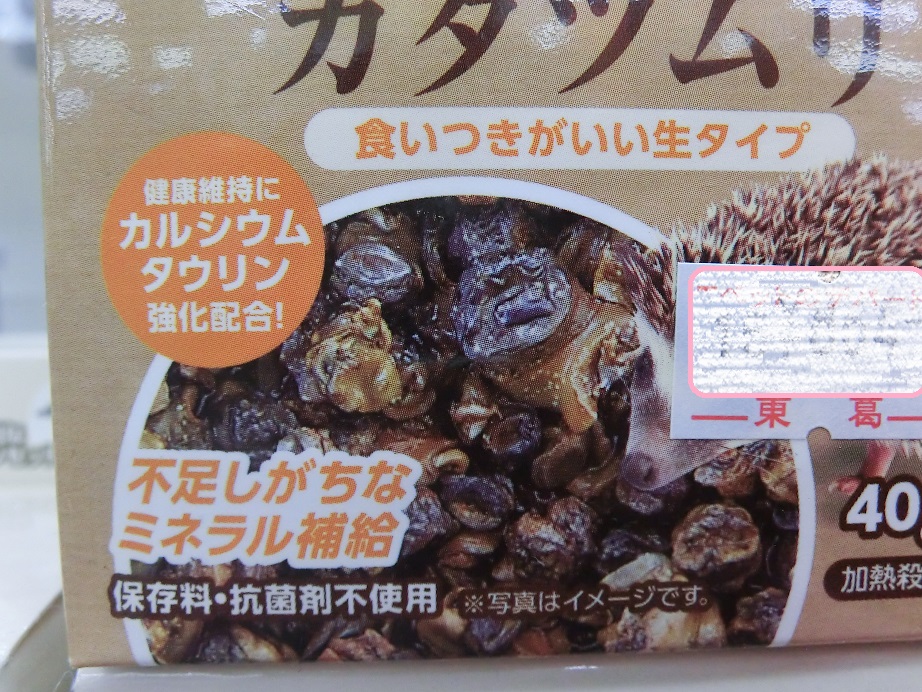 カタツムリ
食いつきがいい生タイプ
健康維持に
カルシウム
タウリン
強化配合!
東 葛
不足しがちな
ミネラル補給
40
加熱殺
保存料・抗菌剤不使用
※写真はイメージです。